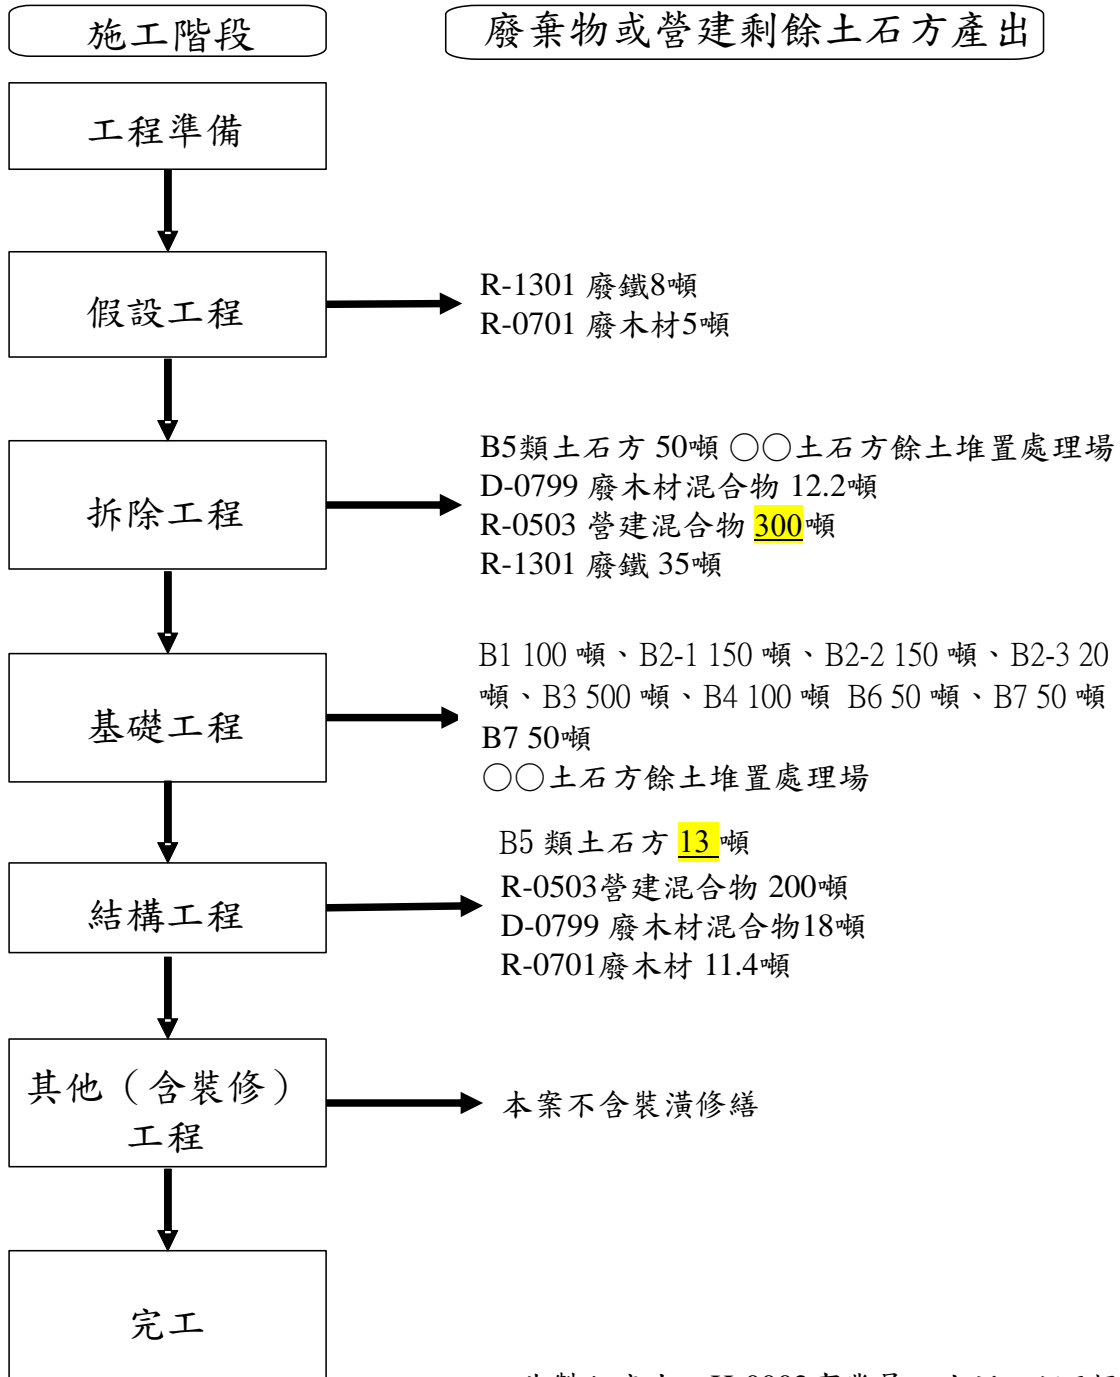 施工階段
廢棄物或營建剩餘土石方產出
工程準備
假設工程
R-1301 廢鐵8噸
R-0701 廢木材5噸
拆除工程
B5類土石方 50噸 ○○土石方餘土堆置處理場
D-0799 廢木材混合物 12.2噸
R-0503 營建混合物 300噸
R-1301 廢鐵 35噸
基礎工程
B1 100 噸、B2-1 150 噸、B2-2 150 噸、B2-3 20
噸、B3 500 噸、B4 100 噸 B6 50 噸、B7 50 噸
B7 50噸
○○土石方餘土堆置處理場
結構工程
B5 類土石方 13 噸
R-0503營建混合物 200噸
D-0799 廢木材混合物18噸
R-0701廢木材 11.4噸
其他（含裝修）
工程
本案不含裝潢修繕
完工